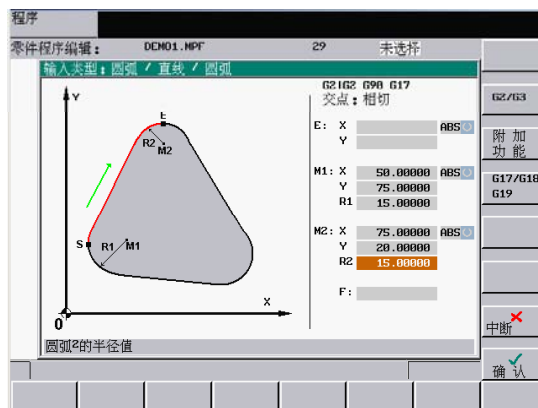 程序
零件程序编辑: DEMO1.MPF 29 未选择
输入类型: 圆弧 / 直线 / 圆弧
G2|G2 G90 G17
交点: 相切
Y
E
R2
M2
S
R1
M1
X
0
E: X ABS
Y
M1: X 50.00000 ABS
Y 75.00000
R1 15.00000
M2: X 75.00000 ABS
Y 20.00000
R2 15.00000
F:
圆弧2的半径值
G2/G3
附 加
功 能
G17/G18
G19
中断
确 认